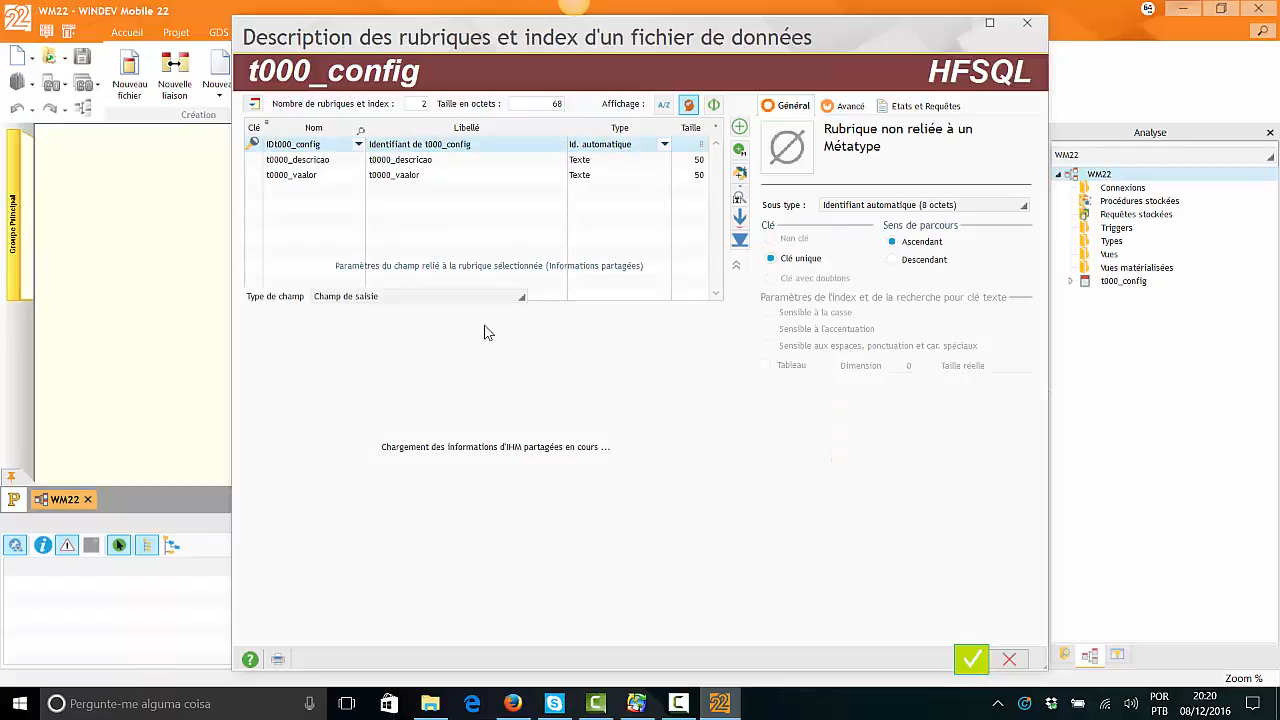 WM22 - WINDEV Mobile 22
64
Accueil Projet GDS
Nouveau fichier
Nouvelle liaison
Création
Description des rubriques et index d'un fichier de données
t000_config
HFSQL
Nombre de rubriques et index : 2 Taille en octets : 68 Affichage : A/Z
Clé Nom Libellé Type Taille
IDt000_config Identifiant de t000_config Id. automatique 8
t0000_descricao t0000_descricao Texte 50
t0000_vaalor t0000_vaalor Texte 50
Paramètres du champ relié à la rubrique sélectionnée (Informations partagées)
Type de champ Champ de saisie
Chargement des informations d'IHM partagées en cours ...
Général Avancé Etats et Requêtes
Rubrique non reliée à un
Métatype
Sous type : Identifiant automatique (8 octets)
Clé Sens de parcours
Non clé Ascendant
Clé unique Descendant
Clé avec doublons
Paramètres de l'index et de la recherche pour clé texte
Sensible à la casse
Sensible à l'accentuation
Sensible aux espaces, ponctuation et car. spéciaux
Tableau Dimension 0 Taille réelle
Groupe Principal
Analyse
WM22
WM22
Connexions
Procédures stockées
Requêtes stockées
Triggers
Types
Vues
Vues matérialisées
t000_config
P WM22
Zoom %
Pergunte-me alguma coisa
22
POR
PTB
20:20
08/12/2016